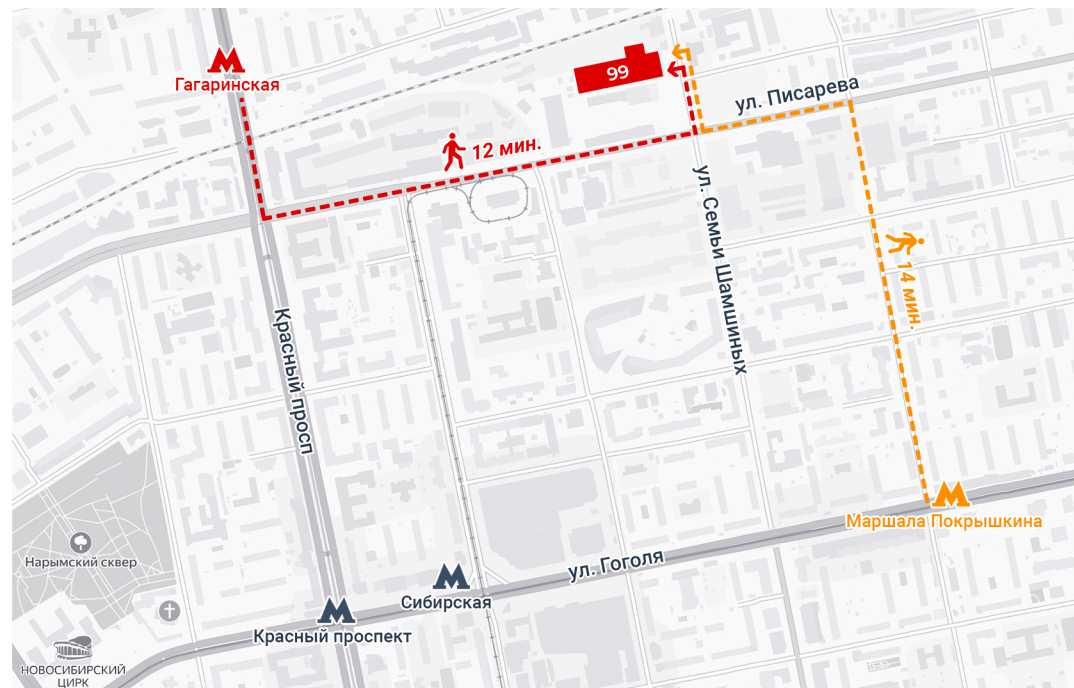 Гагаринская
99
ул. Писарева
12 мин.
ул. Семьи Шамшиных
14 мин.
Красный просп
Маршала Покрышкина
Нарымский сквер
ул. Гоголя
Сибирская
Красный проспект
НОВОСИБИРСКИЙ
ЦИРК